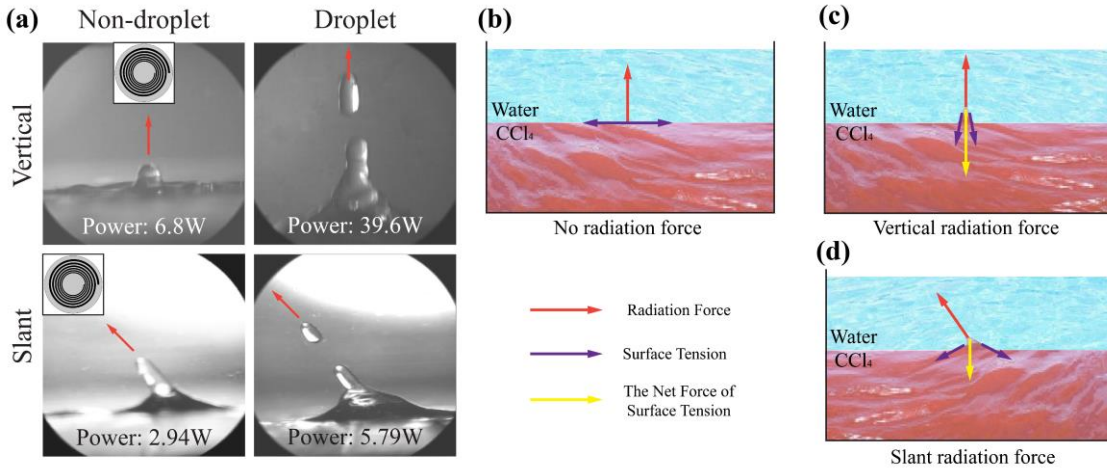 (a)
Non-droplet
Droplet
Vertical
Power: 6.8W
Power: 39.6W
Slant
Power: 2.94W
Power: 5.79W
(b)
Water
CCl₄
No radiation force
Radiation Force
Surface Tension
The Net Force of
Surface Tension
(c)
Water
CCl₄
Vertical radiation force
(d)
Water
CCl₄
Slant radiation force